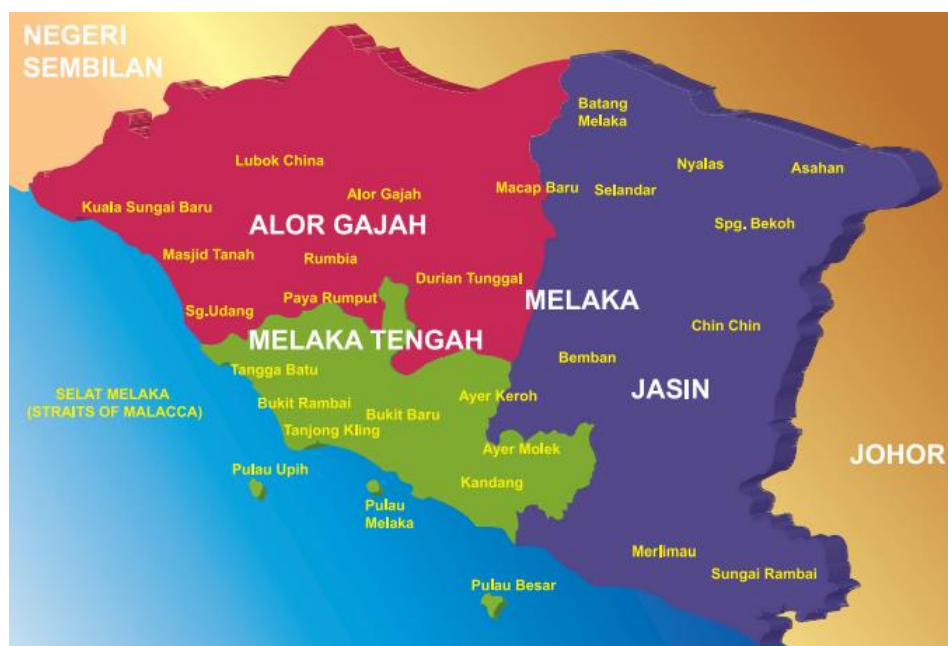 NEGERI
SEMBILAN
Batang
Melaka
Lubok China
Nyalas
Asahan
Alor Gajah
Macap Baru
Selandar
Kuala Sungai Baru
ALOR GAJAH
Spg. Bekoh
Masjid Tanah
Rumbia
Durian Tunggal
Paya Rumput
MELAKA
Sg.Udang
Chin Chin
MELAKA TENGAH
Bemban
Tangga Batu
JASIN
SELAT MELAKA
(STRAITS OF MALACCA)
Ayer Keroh
Bukit Rambai
Bukit Baru
Tanjong Kling
Ayer Molek
JOHOR
Pulau Upih
Kandang
Pulau
Melaka
Merlimau
Sungai Rambai
Pulau Besar